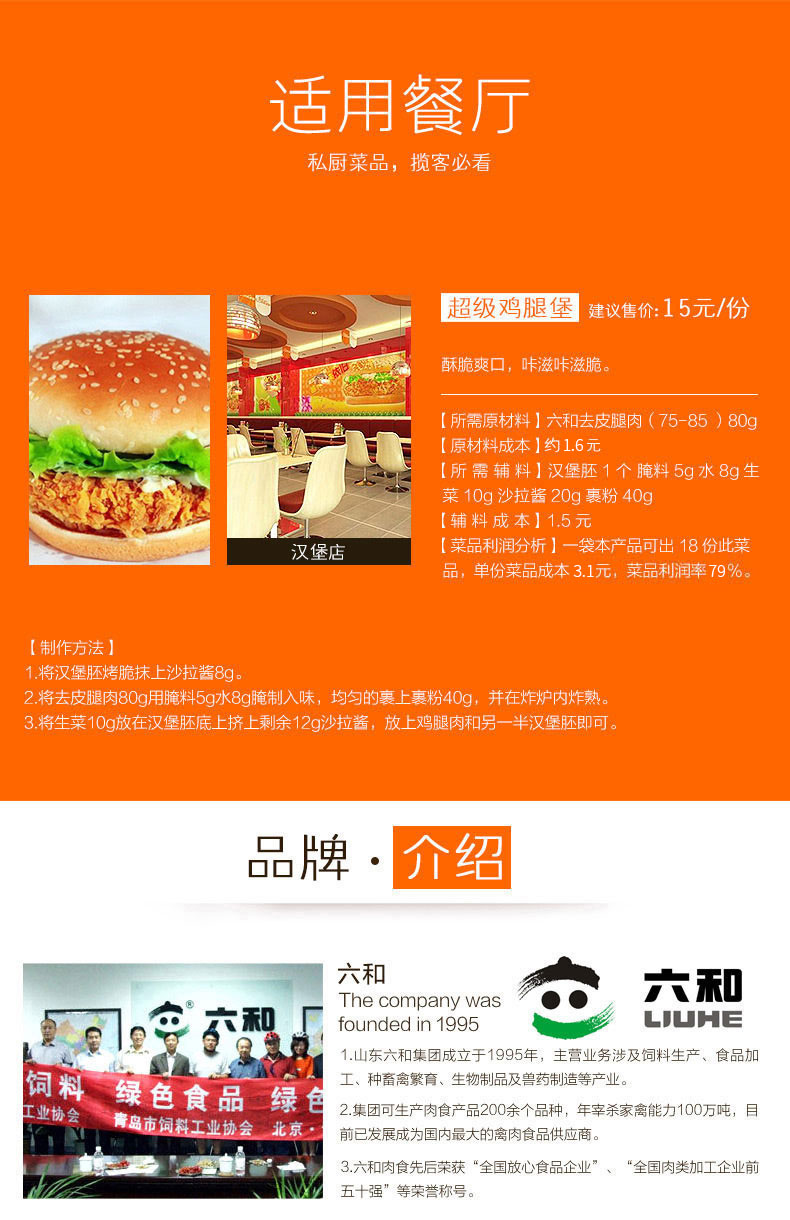 适用餐厅
私厨菜品，揽客必看
超级鸡腿堡 建议售价:15元/份
酥脆爽口，咔滋咔滋脆。
【所需原材料】六和去皮腿肉（75-85 ）80g
【原材料成本】约1.6元
【所 需 辅 料】汉堡胚 1 个 腌料 5g 水 8g 生
菜 10g 沙拉酱 20g 裹粉 40g
【辅 料 成 本】1.5 元
【菜品利润分析】一袋本产品可出 18 份此菜
品，单份菜品成本 3.1元，菜品利润率79%。
汉堡店
【 制作方法 】
1.将汉堡胚烤脆抹上沙拉酱8g。
2.将去皮腿肉80g用腌料5g水8g腌制入味，均匀的裹上裹粉40g，并在炸炉内炸熟。
3.将生菜10g放在汉堡胚底上挤上剩余12g沙拉酱，放上鸡腿肉和另一半汉堡胚即可。
品牌·介绍
®六和
饲料 绿色食品 绿色
工业协会 青岛市饲料工业协会 北京·
六和
The company was
founded in 1995
六和
LIUHE
1.山东六和集团成立于1995年，主营业务涉及饲料生产、食品加
工、种畜禽繁育、生物制品及兽药制造等产业。
2.集团可生产肉食产品200余个品种，年宰杀家禽能力100万吨，目
前已发展成为国内最大的禽肉食品供应商。
3.六和肉食先后荣获“全国放心食品企业”、“全国肉类加工企业前
五十强”等荣誉称号。